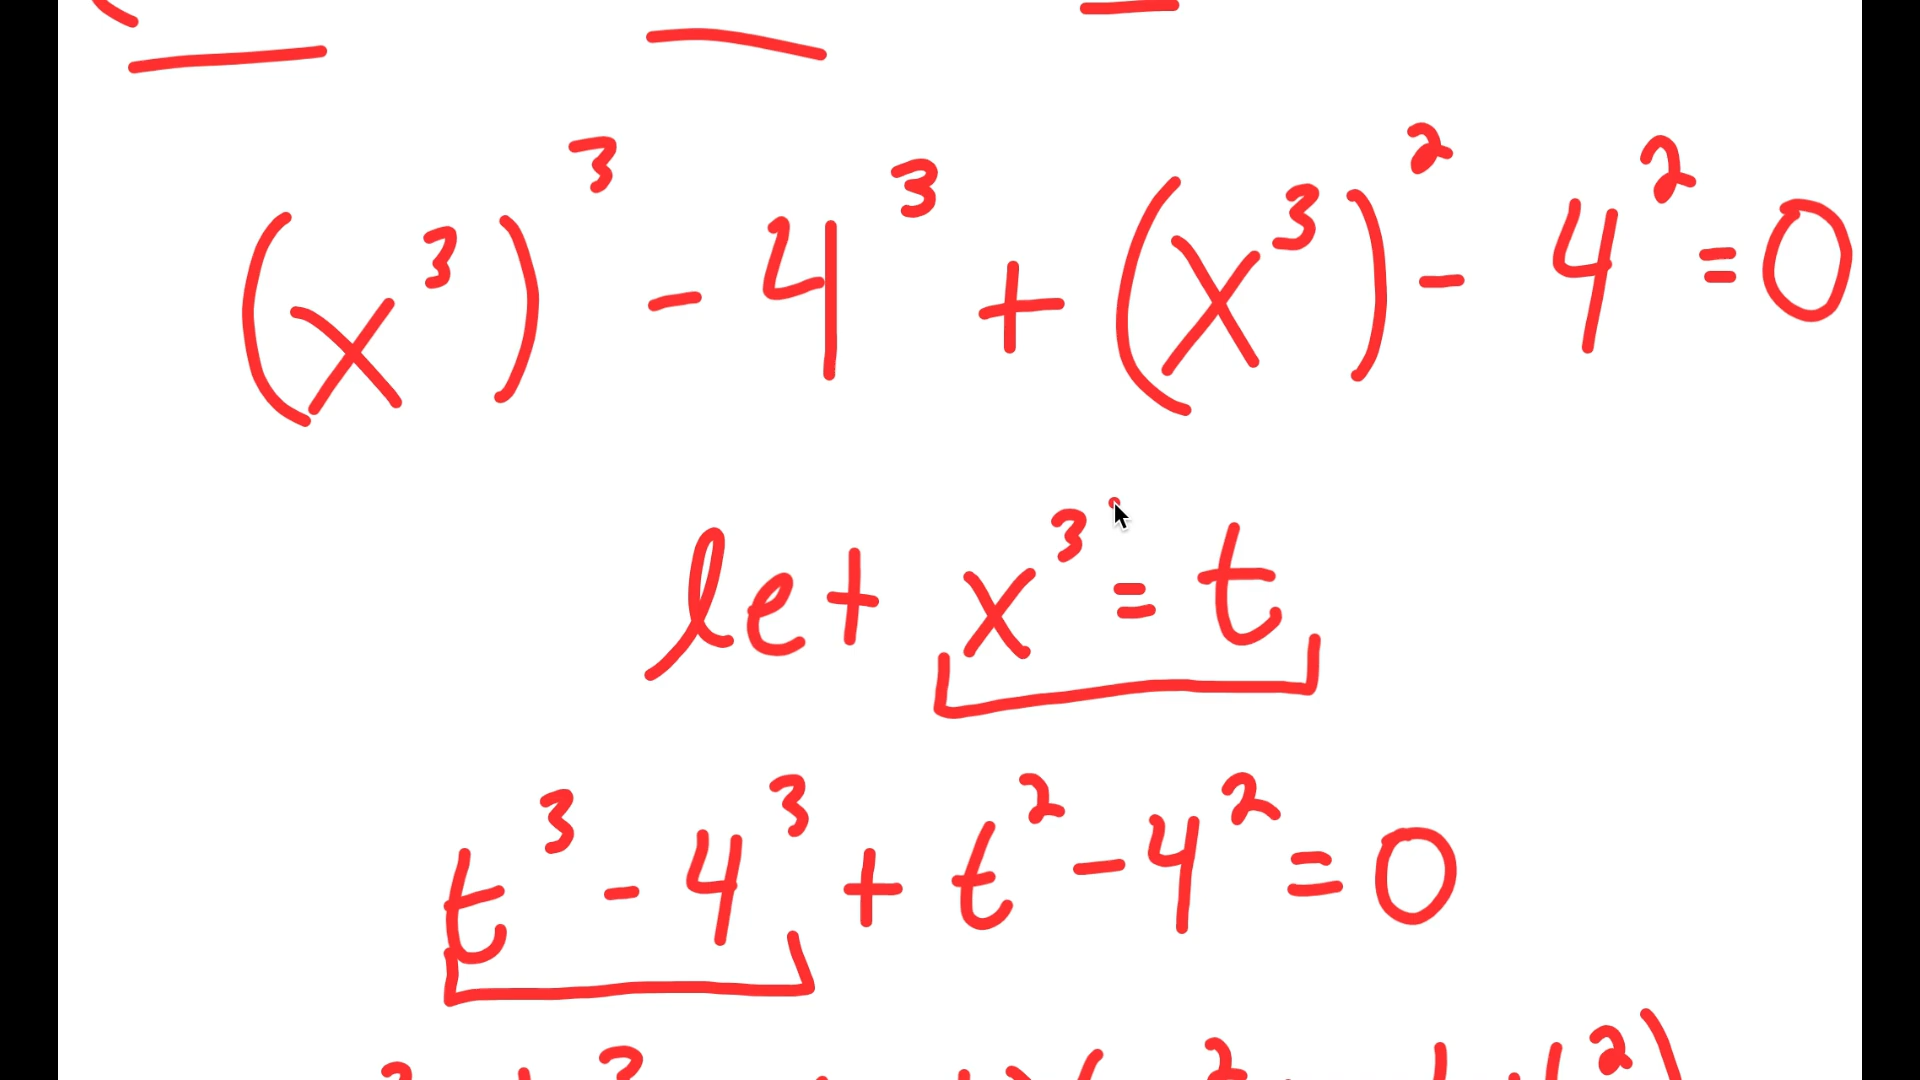 (x³)³ - 4³ + (x³)² - 4² = 0
let x³ = t
t³ - 4³ + t² - 4² = 0